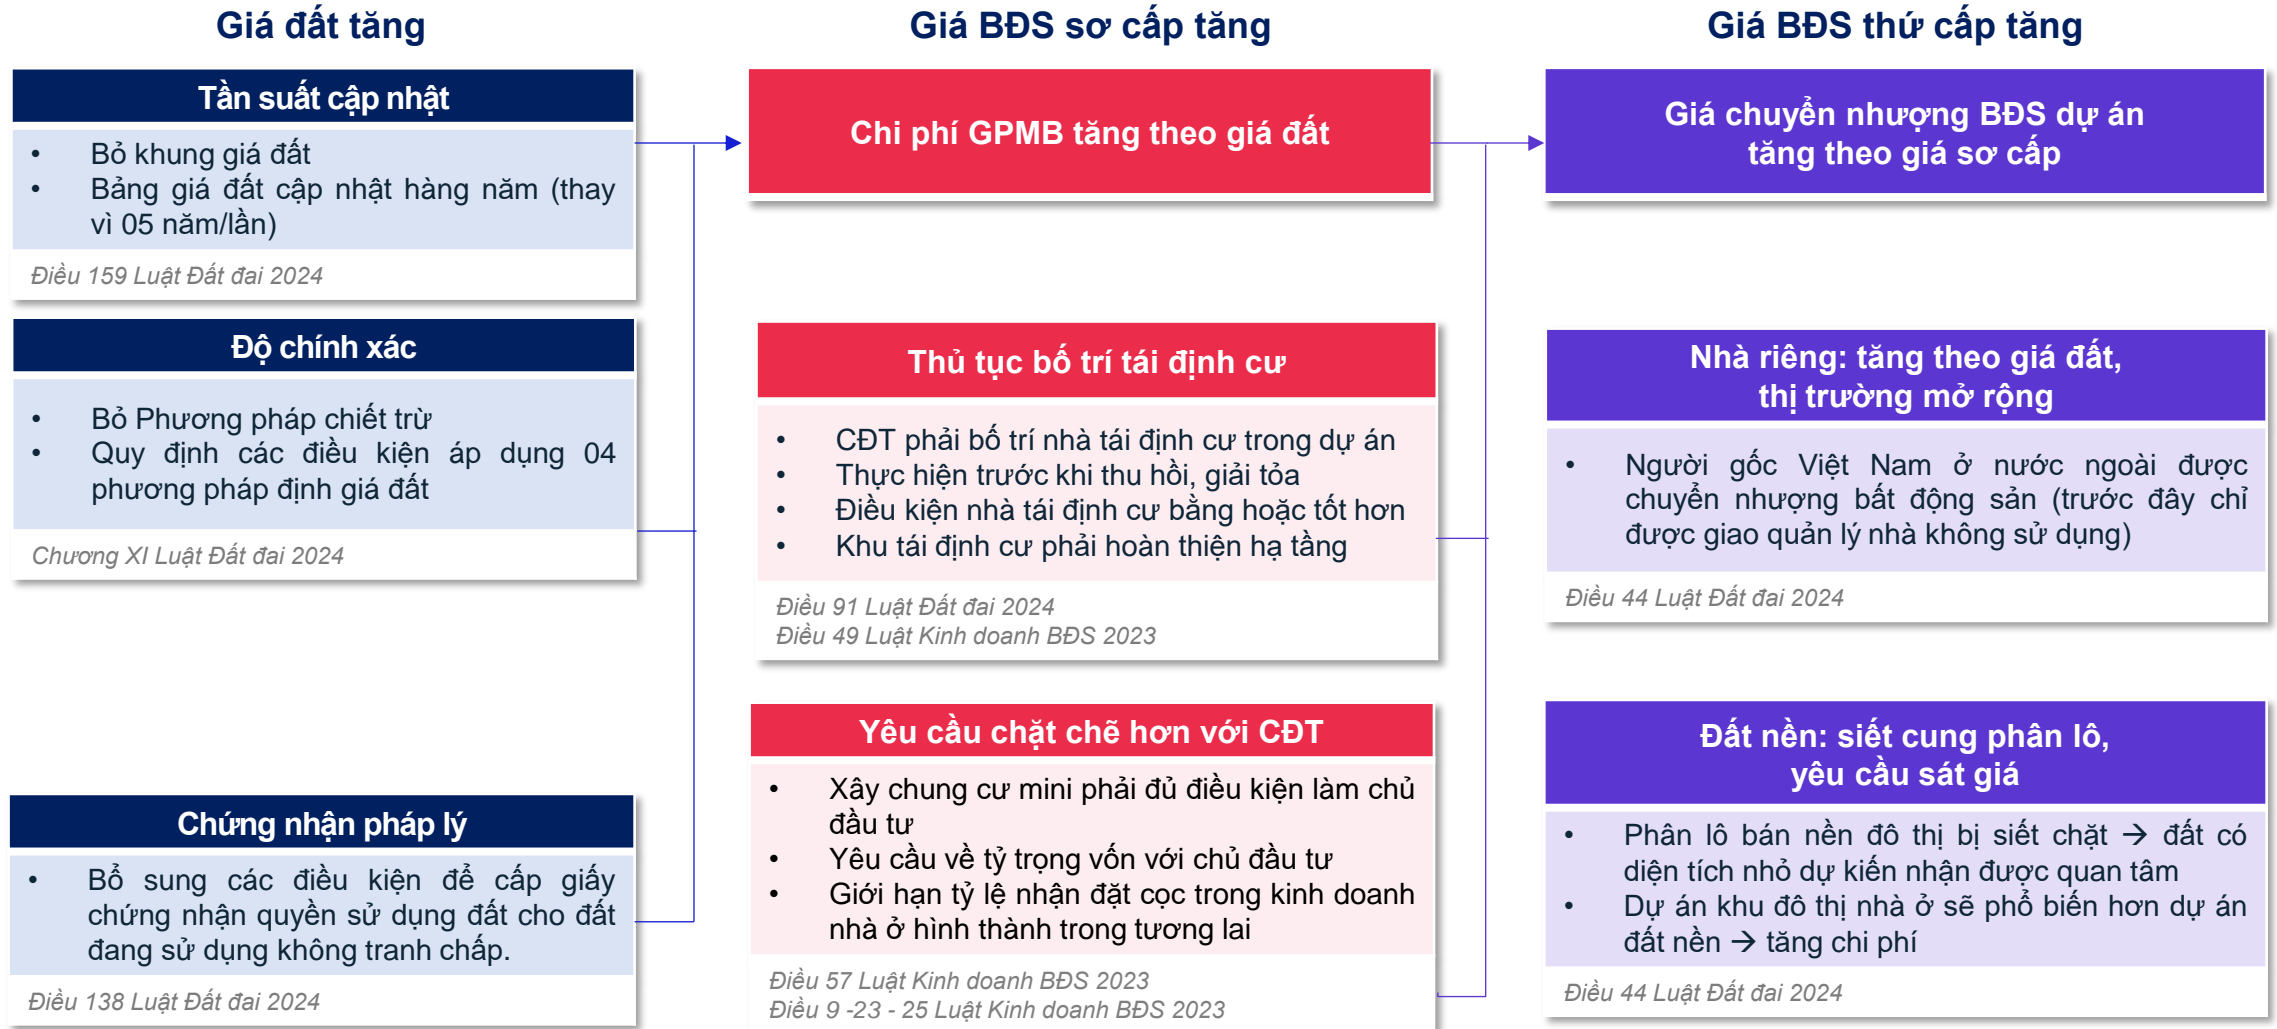 Giá đất tăng
Tần suất cập nhật
• Bỏ khung giá đất
• Bảng giá đất cập nhật hàng năm (thay
vì 05 năm/lần)
Điều 159 Luật Đất đai 2024
Độ chính xác
• Bỏ Phương pháp chiết trừ
• Quy định các điều kiện áp dụng 04
phương pháp định giá đất
Chương XI Luật Đất đai 2024
Chứng nhận pháp lý
• Bổ sung các điều kiện để cấp giấy
chứng nhận quyền sử dụng đất cho đất
đang sử dụng không tranh chấp.
Điều 138 Luật Đất đai 2024
Giá BĐS sơ cấp tăng
Chi phí GPMB tăng theo giá đất
Thủ tục bố trí tái định cư
• CĐT phải bố trí nhà tái định cư trong dự án
• Thực hiện trước khi thu hồi, giải tỏa
• Điều kiện nhà tái định cư bằng hoặc tốt hơn
• Khu tái định cư phải hoàn thiện hạ tầng
Điều 91 Luật Đất đai 2024
Điều 49 Luật Kinh doanh BĐS 2023
Yêu cầu chặt chẽ hơn với CĐT
• Xây chung cư mini phải đủ điều kiện làm chủ
đầu tư
• Yêu cầu về tỷ trọng vốn với chủ đầu tư
• Giới hạn tỷ lệ nhận đặt cọc trong kinh doanh
nhà ở hình thành trong tương lai
Điều 57 Luật Kinh doanh BĐS 2023
Điều 9 -23 - 25 Luật Kinh doanh BĐS 2023
Giá BĐS thứ cấp tăng
Giá chuyển nhượng BĐS dự án
tăng theo giá sơ cấp
Nhà riêng: tăng theo giá đất,
thị trường mở rộng
• Người gốc Việt Nam ở nước ngoài được
chuyển nhượng bất động sản (trước đây chỉ
được giao quản lý nhà không sử dụng)
Điều 44 Luật Đất đai 2024
Đất nền: siết cung phân lô,
yêu cầu sát giá
• Phân lô bán nền đô thị bị siết chặt → đất có
diện tích nhỏ dự kiến nhận được quan tâm
• Dự án khu đô thị nhà ở sẽ phổ biến hơn dự án
đất nền → tăng chi phí
Điều 44 Luật Đất đai 2024